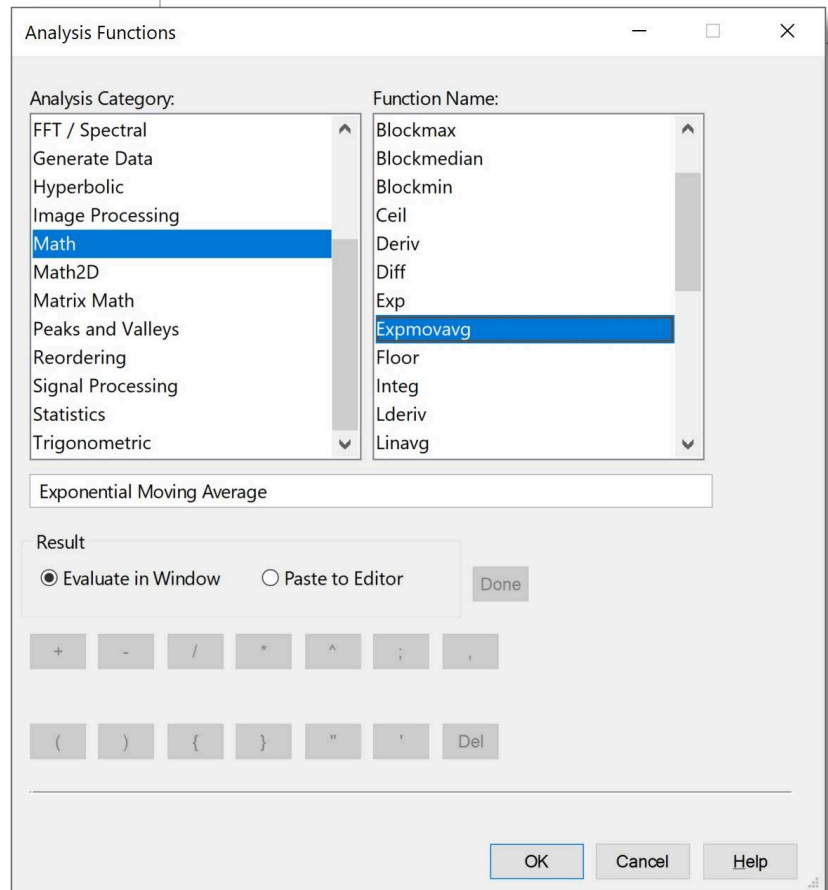 Analysis Functions
Analysis Category:
Function Name:
FFT / Spectral
Generate Data
Hyperbolic
Image Processing
Math
Math2D
Matrix Math
Peaks and Valleys
Reordering
Signal Processing
Statistics
Trigonometric
Blockmax
Blockmedian
Blockmin
Ceil
Deriv
Diff
Exp
Expmovavg
Floor
Integ
Lderiv
Linavg
Exponential Moving Average
Result
Evaluate in Window
Paste to Editor
Done
+ - / * ^ ; ,
( ) { } " ' Del
OK Cancel Help